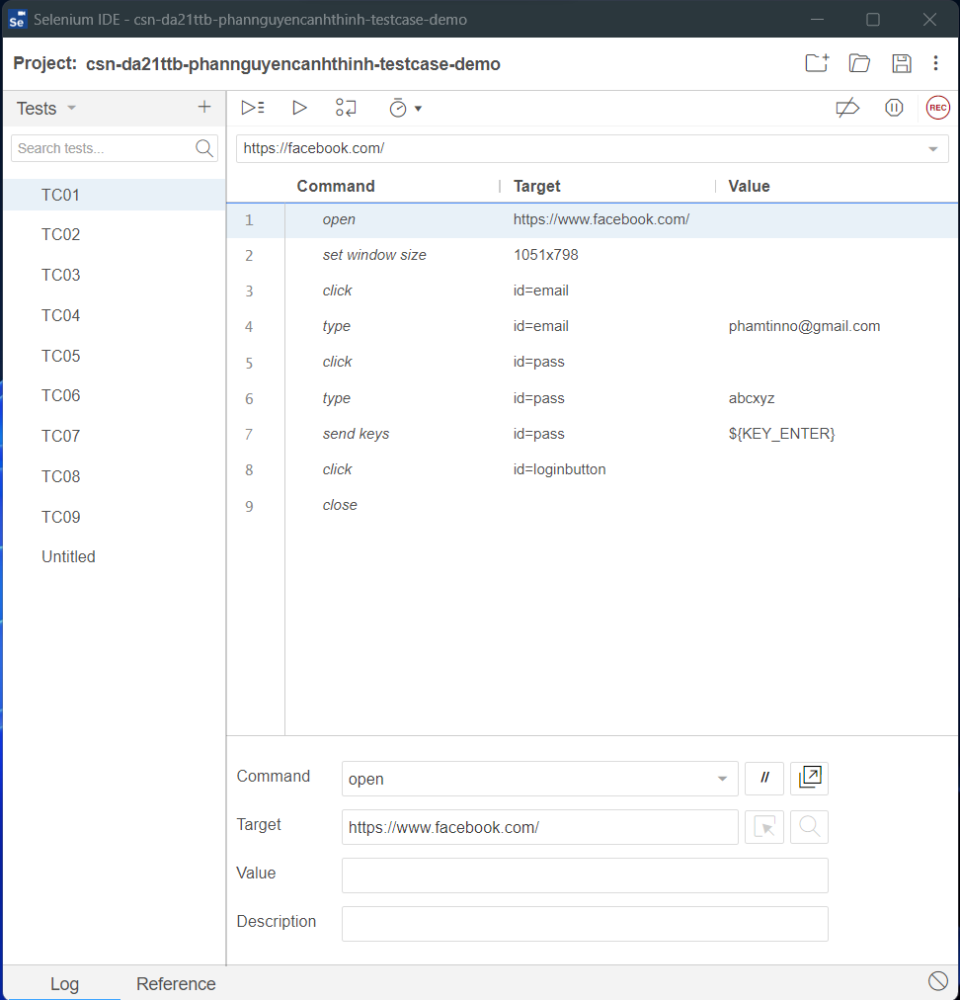 Selenium IDE - csn-da21ttb-phannguyencanhthinh-testcase-demo
Project: csn-da21ttb-phannguyencanhthinh-testcase-demo
Tests
REC
Search tests...
https://facebook.com/
TC01
TC02
TC03
TC04
TC05
TC06
TC07
TC08
TC09
Untitled
Command Target Value
1 open https://www.facebook.com/
2 set window size 1051x798
3 click id=email
4 type id=email phamtinno@gmail.com
5 click id=pass
6 type id=pass abcxyz
7 send keys id=pass ${KEY_ENTER}
8 click id=loginbutton
9 close
Command open //
Target https://www.facebook.com/
Value
Description
Log Reference